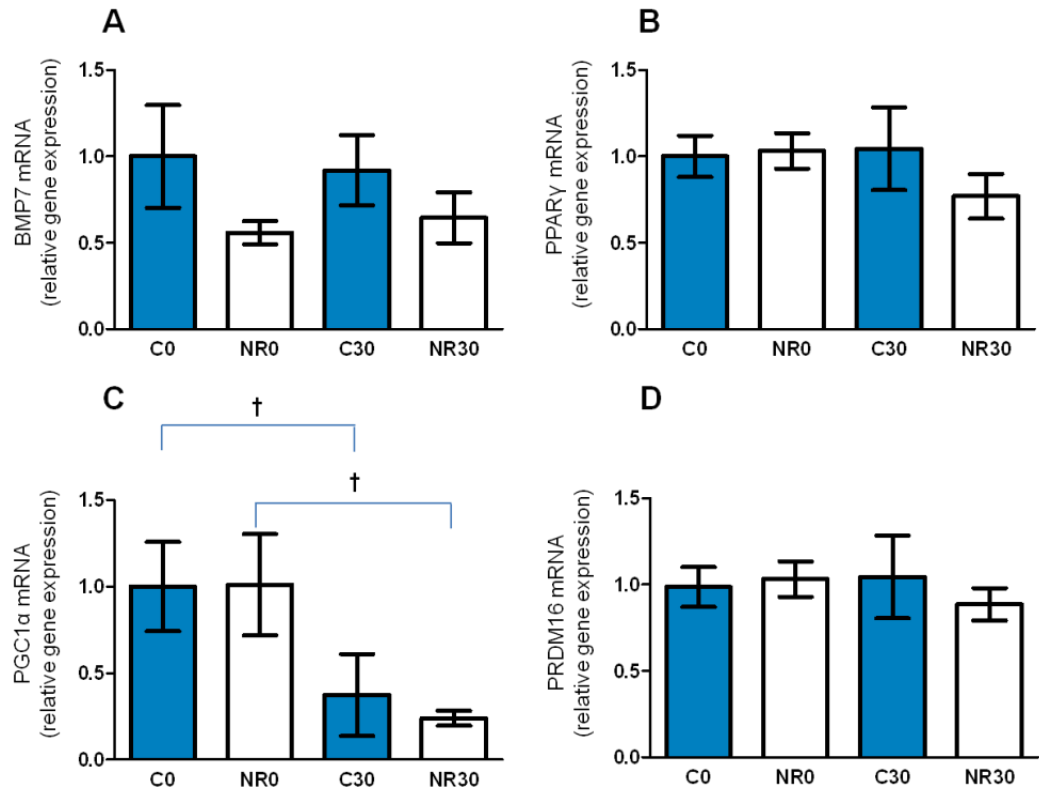 A
BMP7 mRNA
(relative gene expression)
1.5
1.0
0.5
0.0
C0 NR0 C30 NR30
B
PPARγ mRNA
(relative gene expression)
1.5
1.0
0.5
0.0
C0 NR0 C30 NR30
C
†
†
PGC1α mRNA
(relative gene expression)
1.5
1.0
0.5
0.0
C0 NR0 C30 NR30
D
PRDM16 mRNA
(relative gene expression)
1.5
1.0
0.5
0.0
C0 NR0 C30 NR30